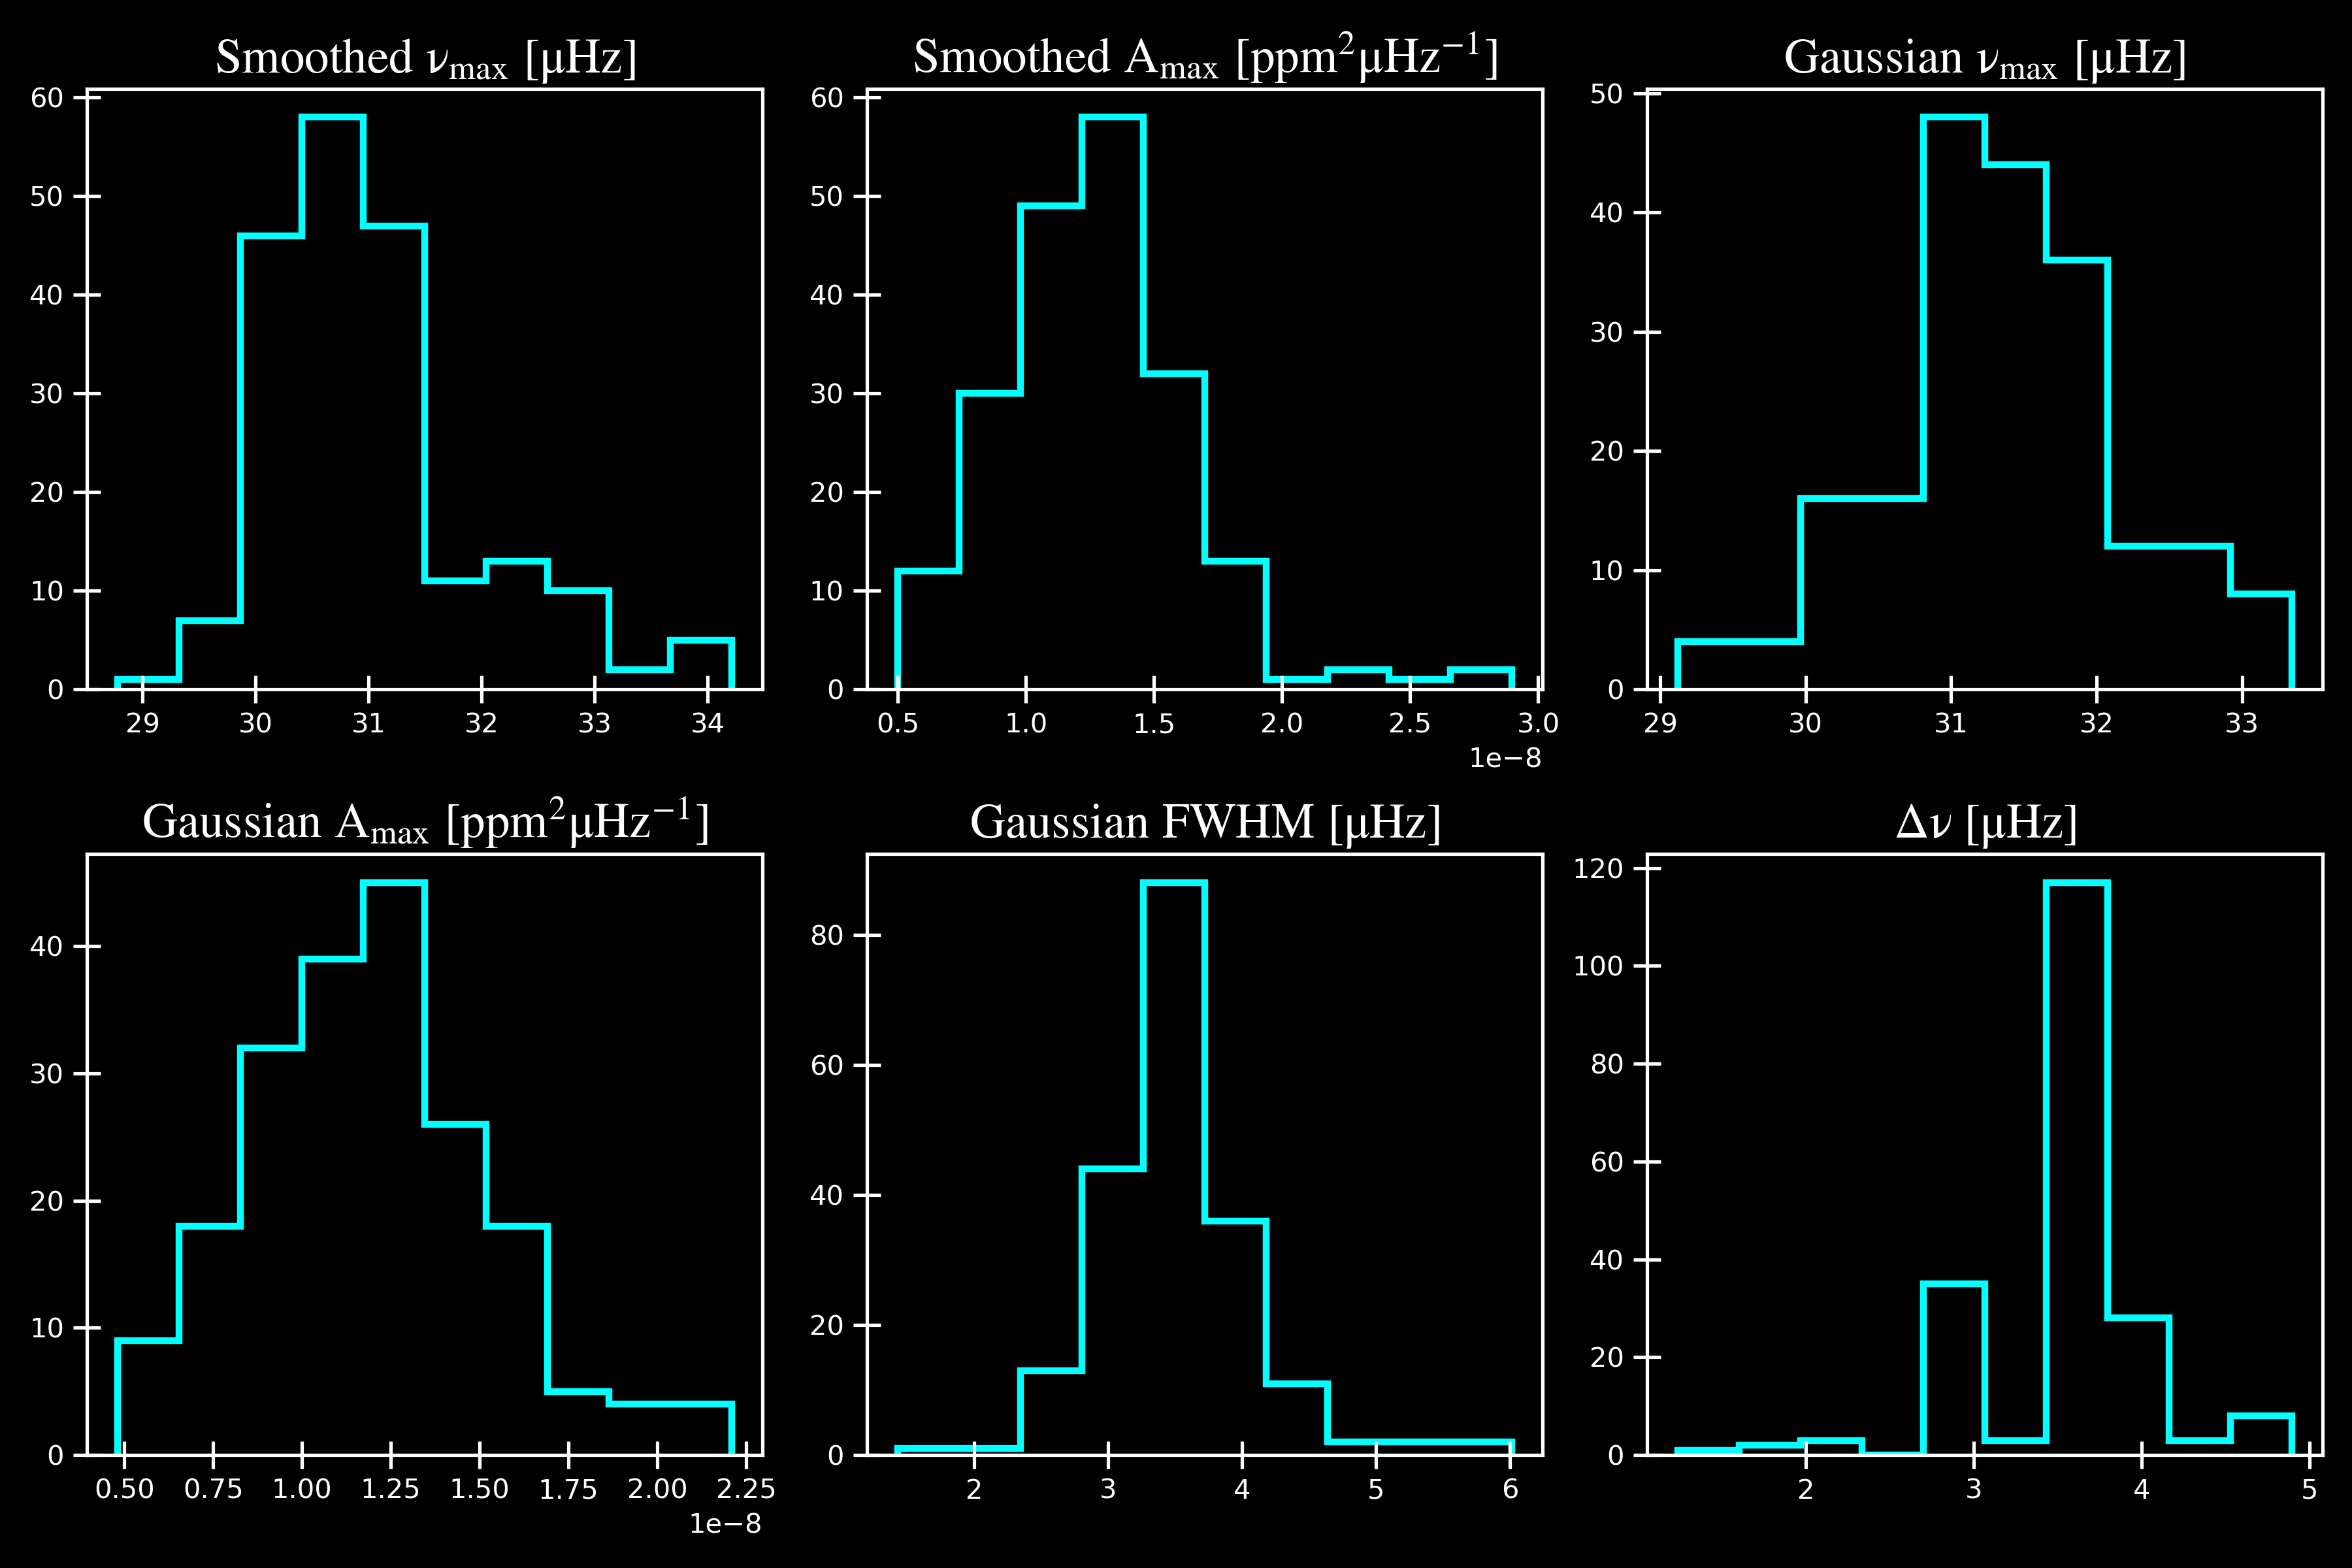 Smoothed ν_max [μHz]
60
50
40
30
20
10
0
29 30 31 32 33 34
Smoothed A_max [ppm²μHz⁻¹]
60
50
40
30
20
10
0
0.5 1.0 1.5 2.0 2.5 3.0
1e−8
Gaussian ν_max [μHz]
50
40
30
20
10
0
29 30 31 32 33
Gaussian A_max [ppm²μHz⁻¹]
40
30
20
10
0
0.50 0.75 1.00 1.25 1.50 1.75 2.00 2.25
1e−8
Gaussian FWHM [μHz]
80
60
40
20
0
2 3 4 5 6
Δν [μHz]
120
100
80
60
40
20
0
2 3 4 5